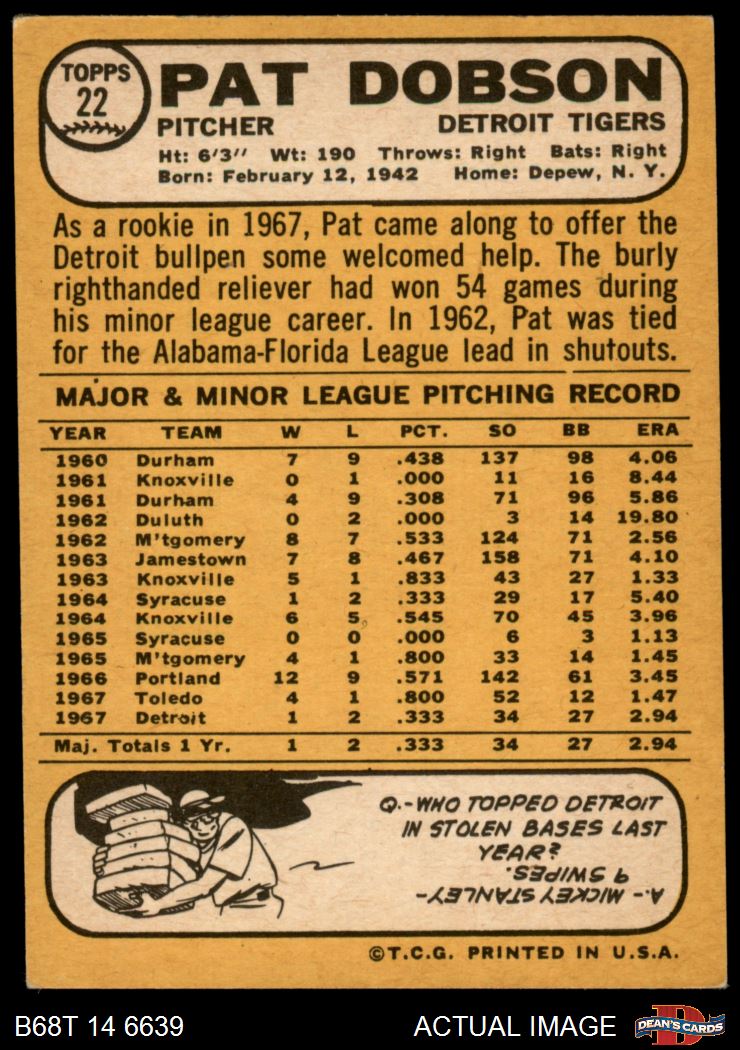 TOPPS
22
PAT DOBSON
PITCHER DETROIT TIGERS
Ht: 6'3'' Wt: 190 Throws: Right Bats: Right
Born: February 12, 1942 Home: Depew, N. Y.
As a rookie in 1967, Pat came along to offer the
Detroit bullpen some welcomed help. The burly
righthanded reliever had won 54 games during
his minor league career. In 1962, Pat was tied
for the Alabama-Florida League lead in shutouts.
MAJOR & MINOR LEAGUE PITCHING RECORD
YEAR TEAM W L PCT. SO BB ERA
1960 Durham 7 9 .438 137 98 4.06
1961 Knoxville 0 1 .000 11 16 8.44
1961 Durham 4 9 .308 71 96 5.86
1962 Duluth 0 2 .000 3 14 19.80
1962 M'tgomery 8 7 .533 124 71 2.56
1963 Jamestown 7 8 .467 158 71 4.10
1963 Knoxville 5 1 .833 43 27 1.33
1964 Syracuse 1 2 .333 29 17 5.40
1964 Knoxville 6 5 .545 70 45 3.96
1965 Syracuse 0 0 .000 6 3 1.13
1965 M'tgomery 4 1 .800 33 14 1.45
1966 Portland 12 9 .571 142 61 3.45
1967 Toledo 4 1 .800 52 12 1.47
1967 Detroit 1 2 .333 34 27 2.94
Maj. Totals 1 Yr. 1 2 .333 34 27 2.94
Q.-WHO TOPPED DETROIT
IN STOLEN BASES LAST
YEAR?
A.- MICKEY STANLEY-
9 SWIPES.
©T.C.G. PRINTED IN U.S.A.
B68T 14 6639 ACTUAL IMAGE DEAN'S CARDS